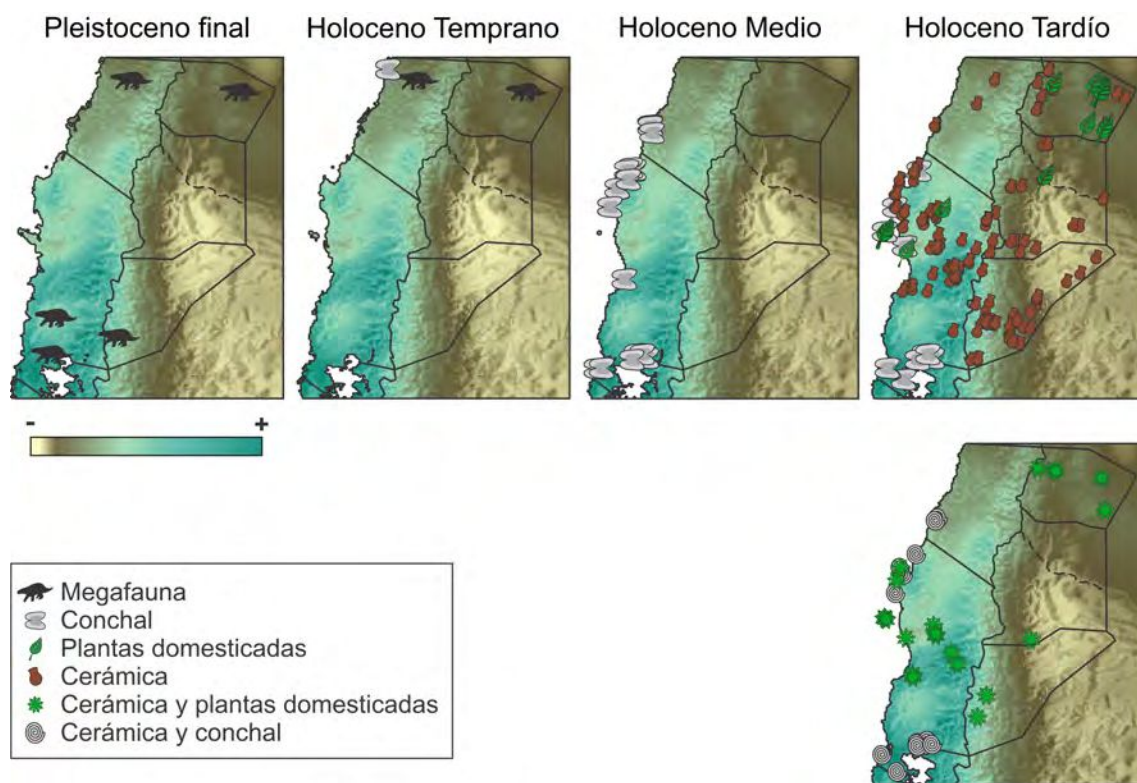 Pleistoceno final
Holoceno Temprano
Holoceno Medio
Holoceno Tardío
- +
Megafauna
Conchal
Plantas domesticadas
Cerámica
Cerámica y plantas domesticadas
Cerámica y conchal